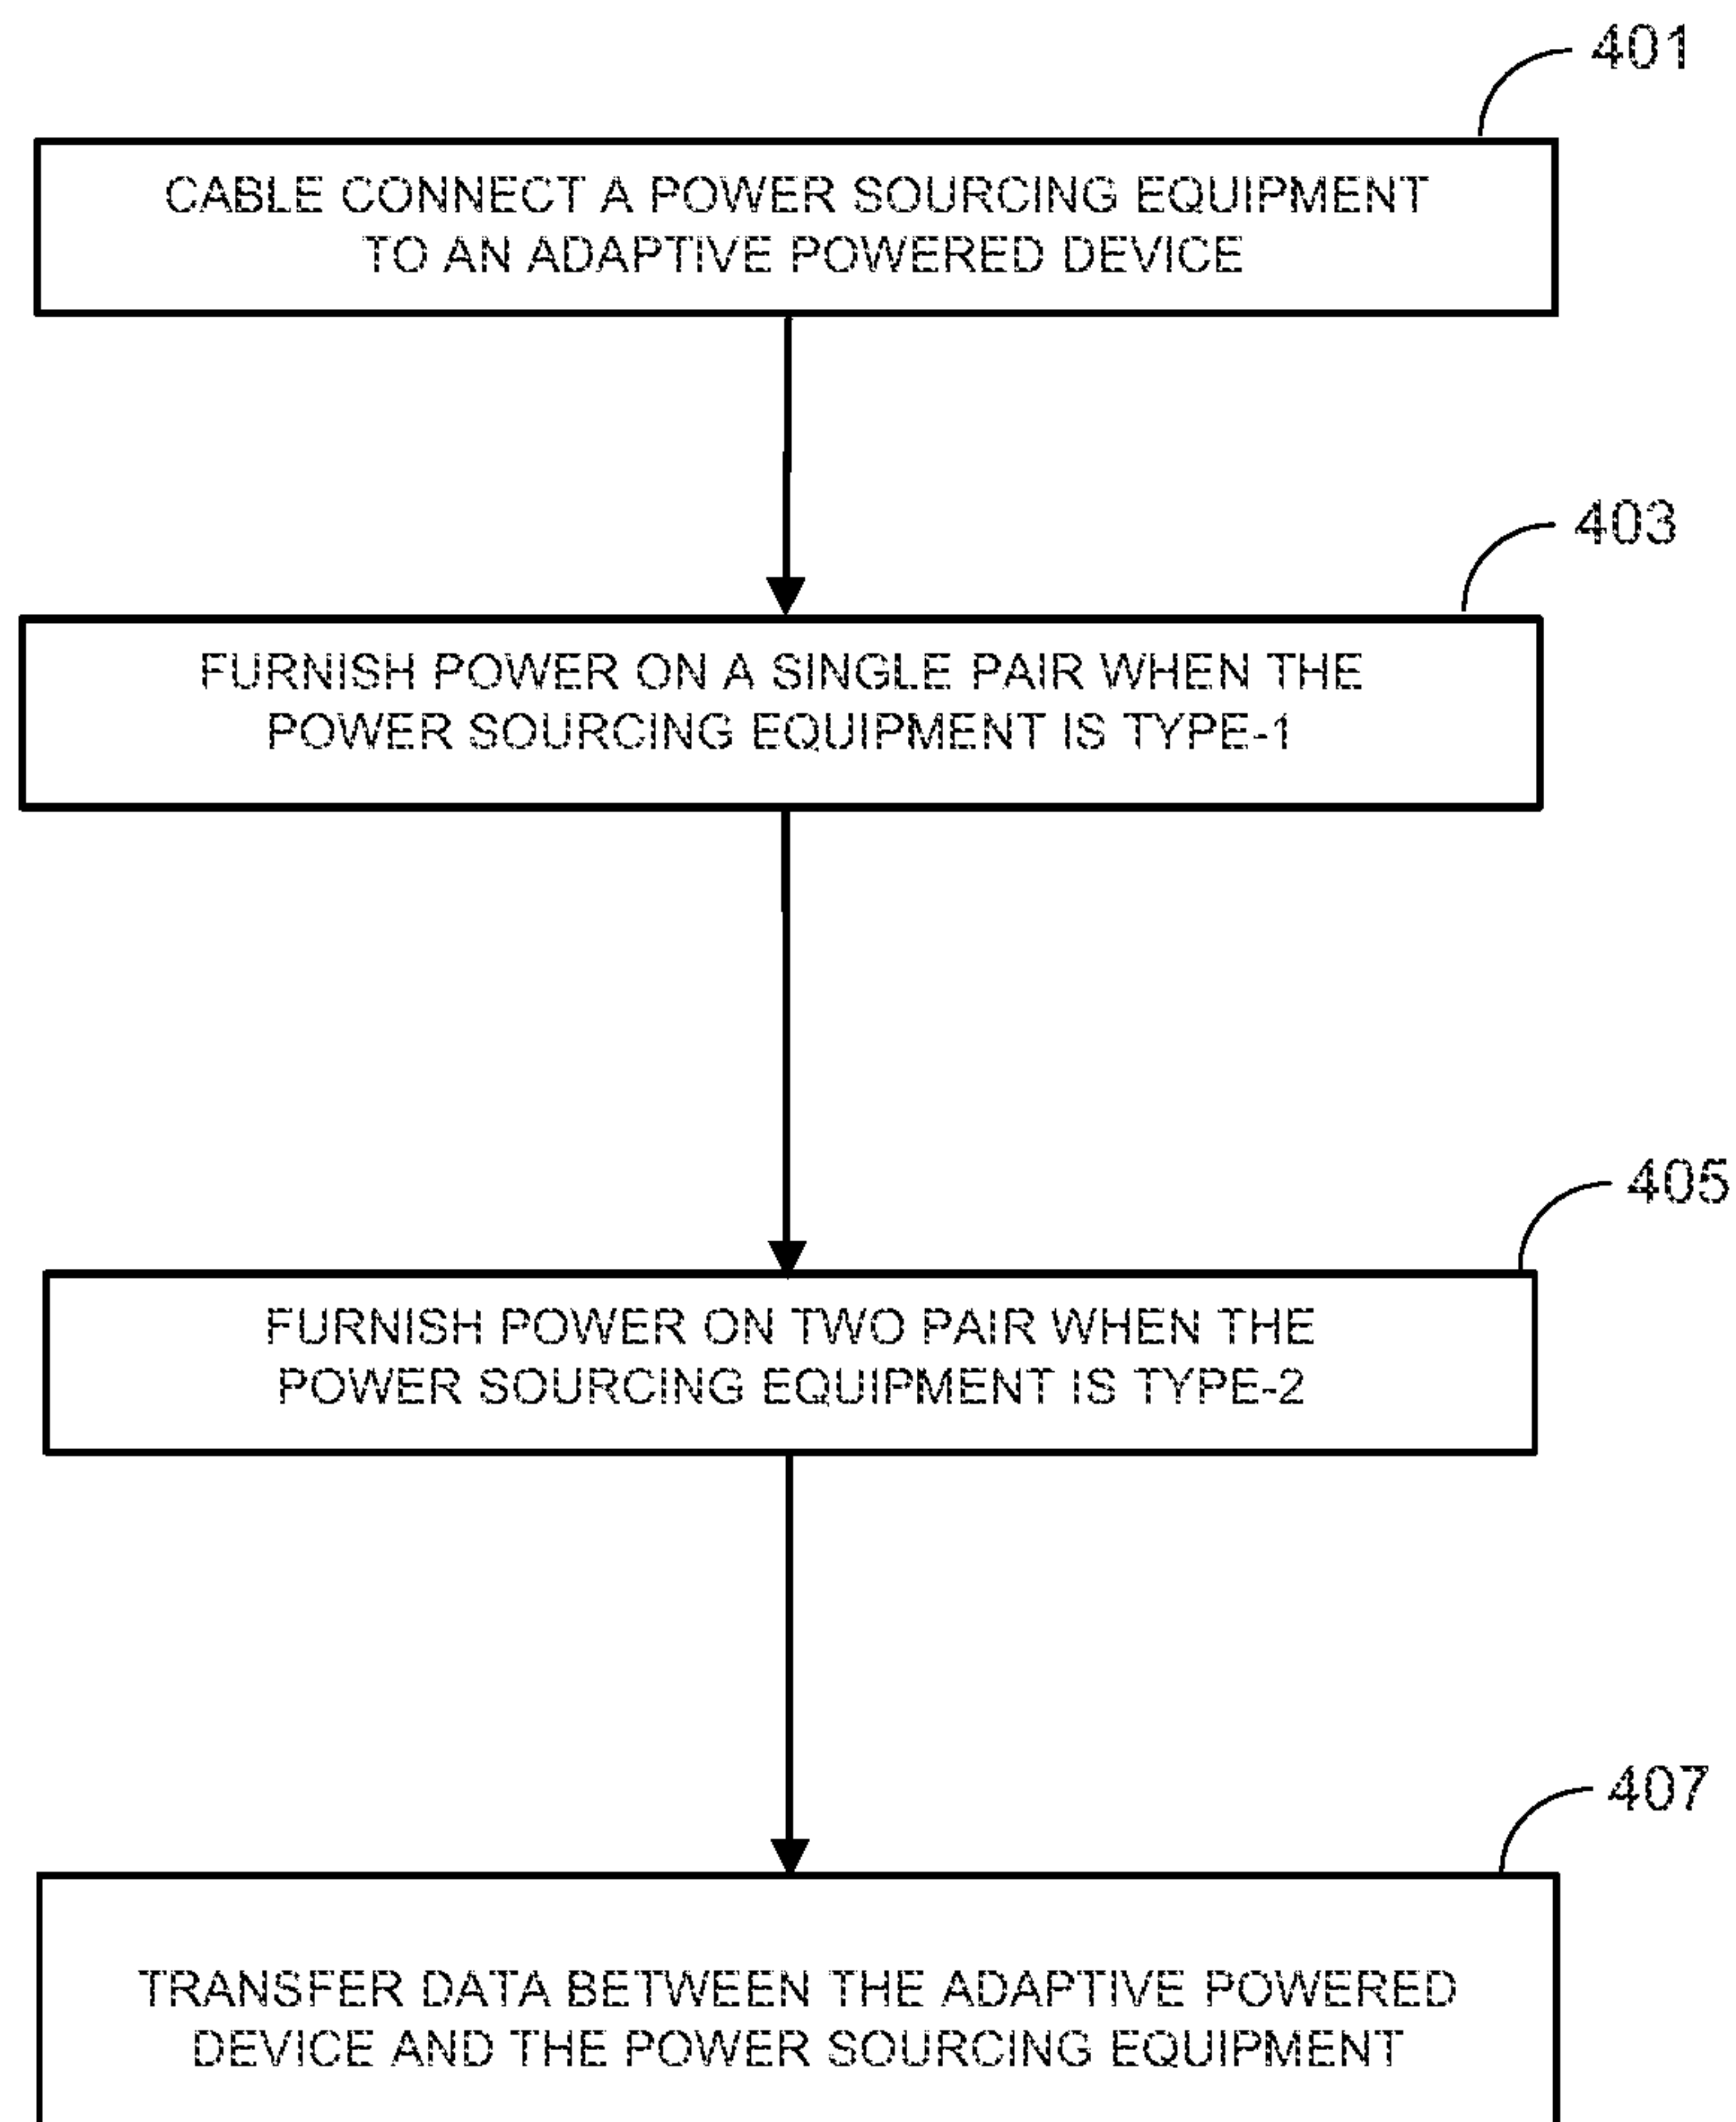 401
CABLE CONNECT A POWER SOURCING EQUIPMENT
TO AN ADAPTIVE POWERED DEVICE
403
FURNISH POWER ON A SINGLE PAIR WHEN THE
POWER SOURCING EQUIPMENT IS TYPE-1
405
FURNISH POWER ON TWO PAIR WHEN THE
POWER SOURCING EQUIPMENT IS TYPE-2
407
TRANSFER DATA BETWEEN THE ADAPTIVE POWERED
DEVICE AND THE POWER SOURCING EQUIPMENT